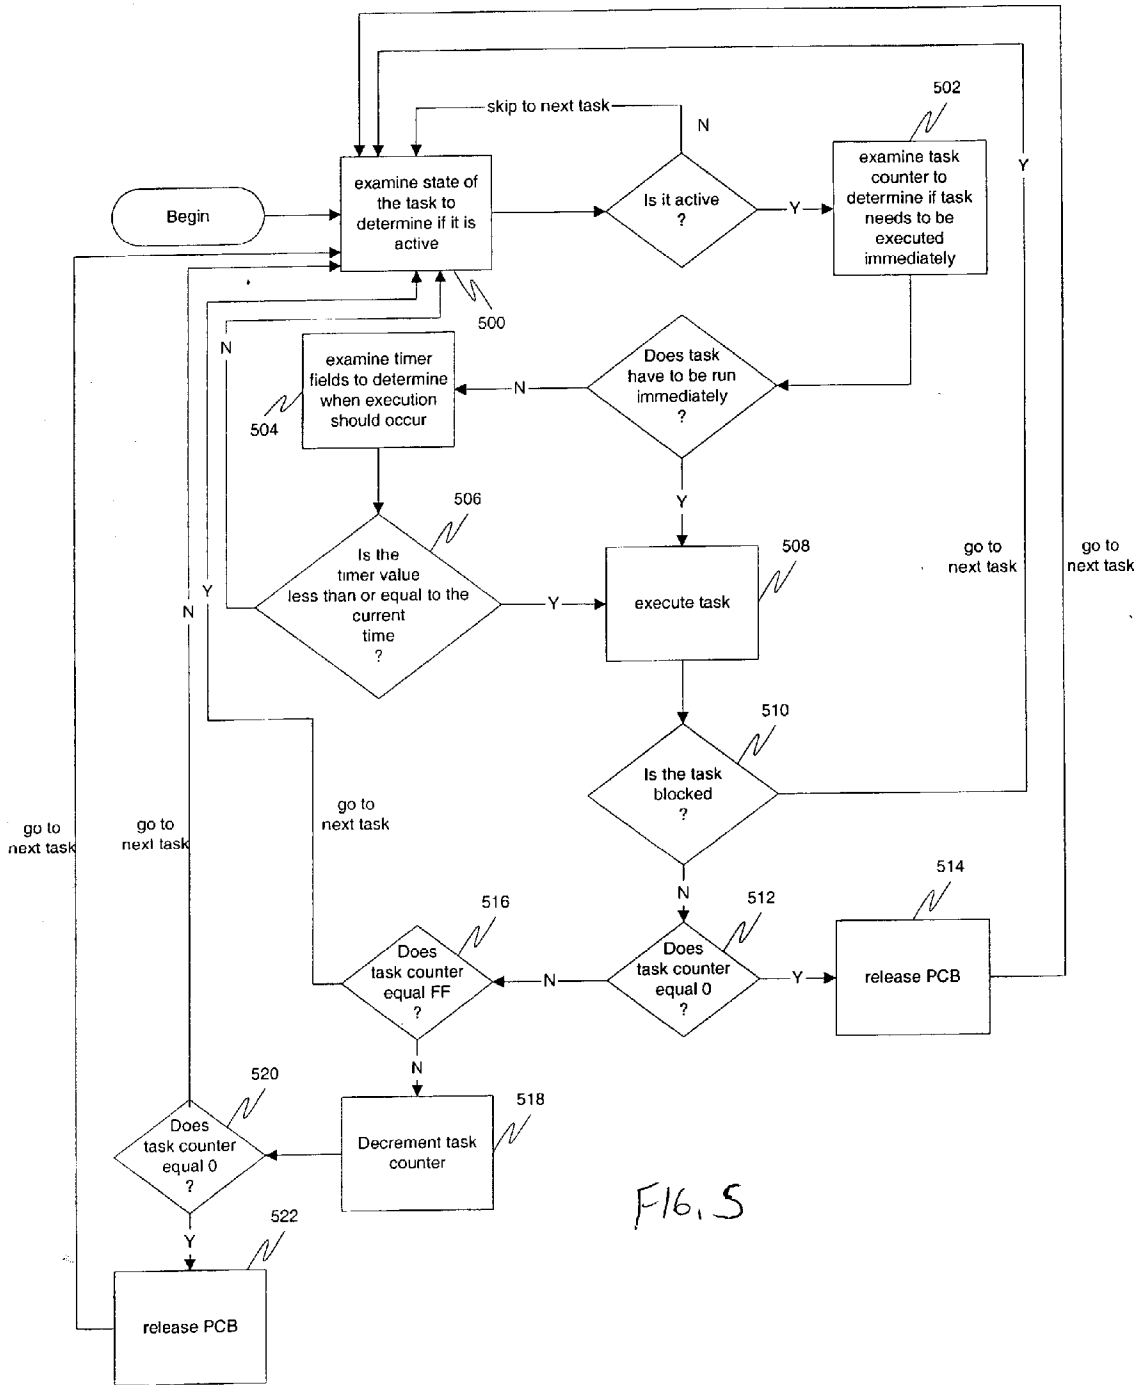 skip to next task
N
502
Begin
examine state of
the task to
determine if it is
active
Is it active
?
Y
examine task
counter to
determine if task
needs to be
executed
immediately
Y
500
N
examine timer
fields to determine
when execution
should occur
504
N
Does task
have to be run
immediately
?
Y
506
Is the
timer value
less than or equal to the
current
time
?
Y
508
execute task
go to
next task
go to
next task
Y
N
510
Is the task
blocked
?
go to
next task
go to
next task
go to
next task
N
516
Does
task counter
equal FF
?
N
512
Does
task counter
equal 0
?
Y
514
release PCB
N
520
Does
task counter
equal 0
?
518
Decrement task
counter
Y
522
release PCB
FIG. 5